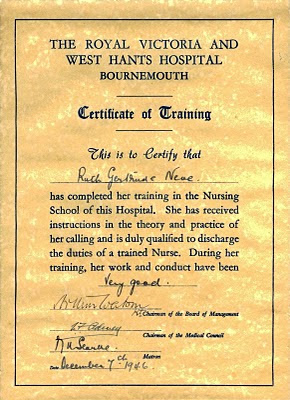 THE ROYAL VICTORIA AND
WEST HANTS HOSPITAL
BOURNEMOUTH
Certificate of Training
This is to Certify that
Ruth Gertrude Neve.
has completed her training in the Nursing
School of this Hospital. She has received
instructions in the theory and practice of
her calling and is duly qualified to discharge
the duties of a trained Nurse. During her
training, her work and conduct have been
Very good.
Chairman of the Board of Management
Chairman of the Medical Council
Matron
Date December 7th 1946.